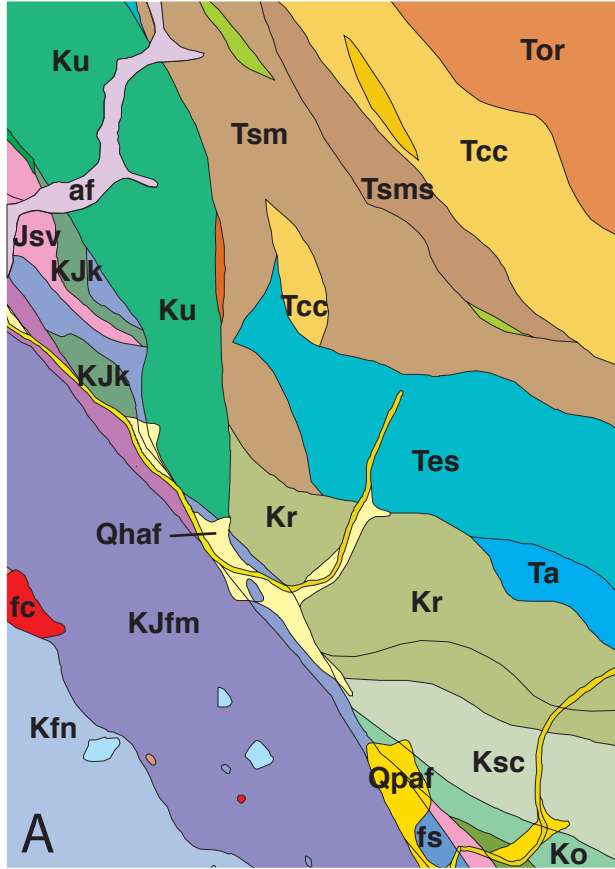 Ku
Tor
Tsm
Tcc
af
Tsms
Jsv
KJk
Ku
Tcc
KJk
Tes
Qhaf
Kr
Ta
fc
KJfm
Kr
Kfn
Ksc
Qpaf
A
fs
Ko